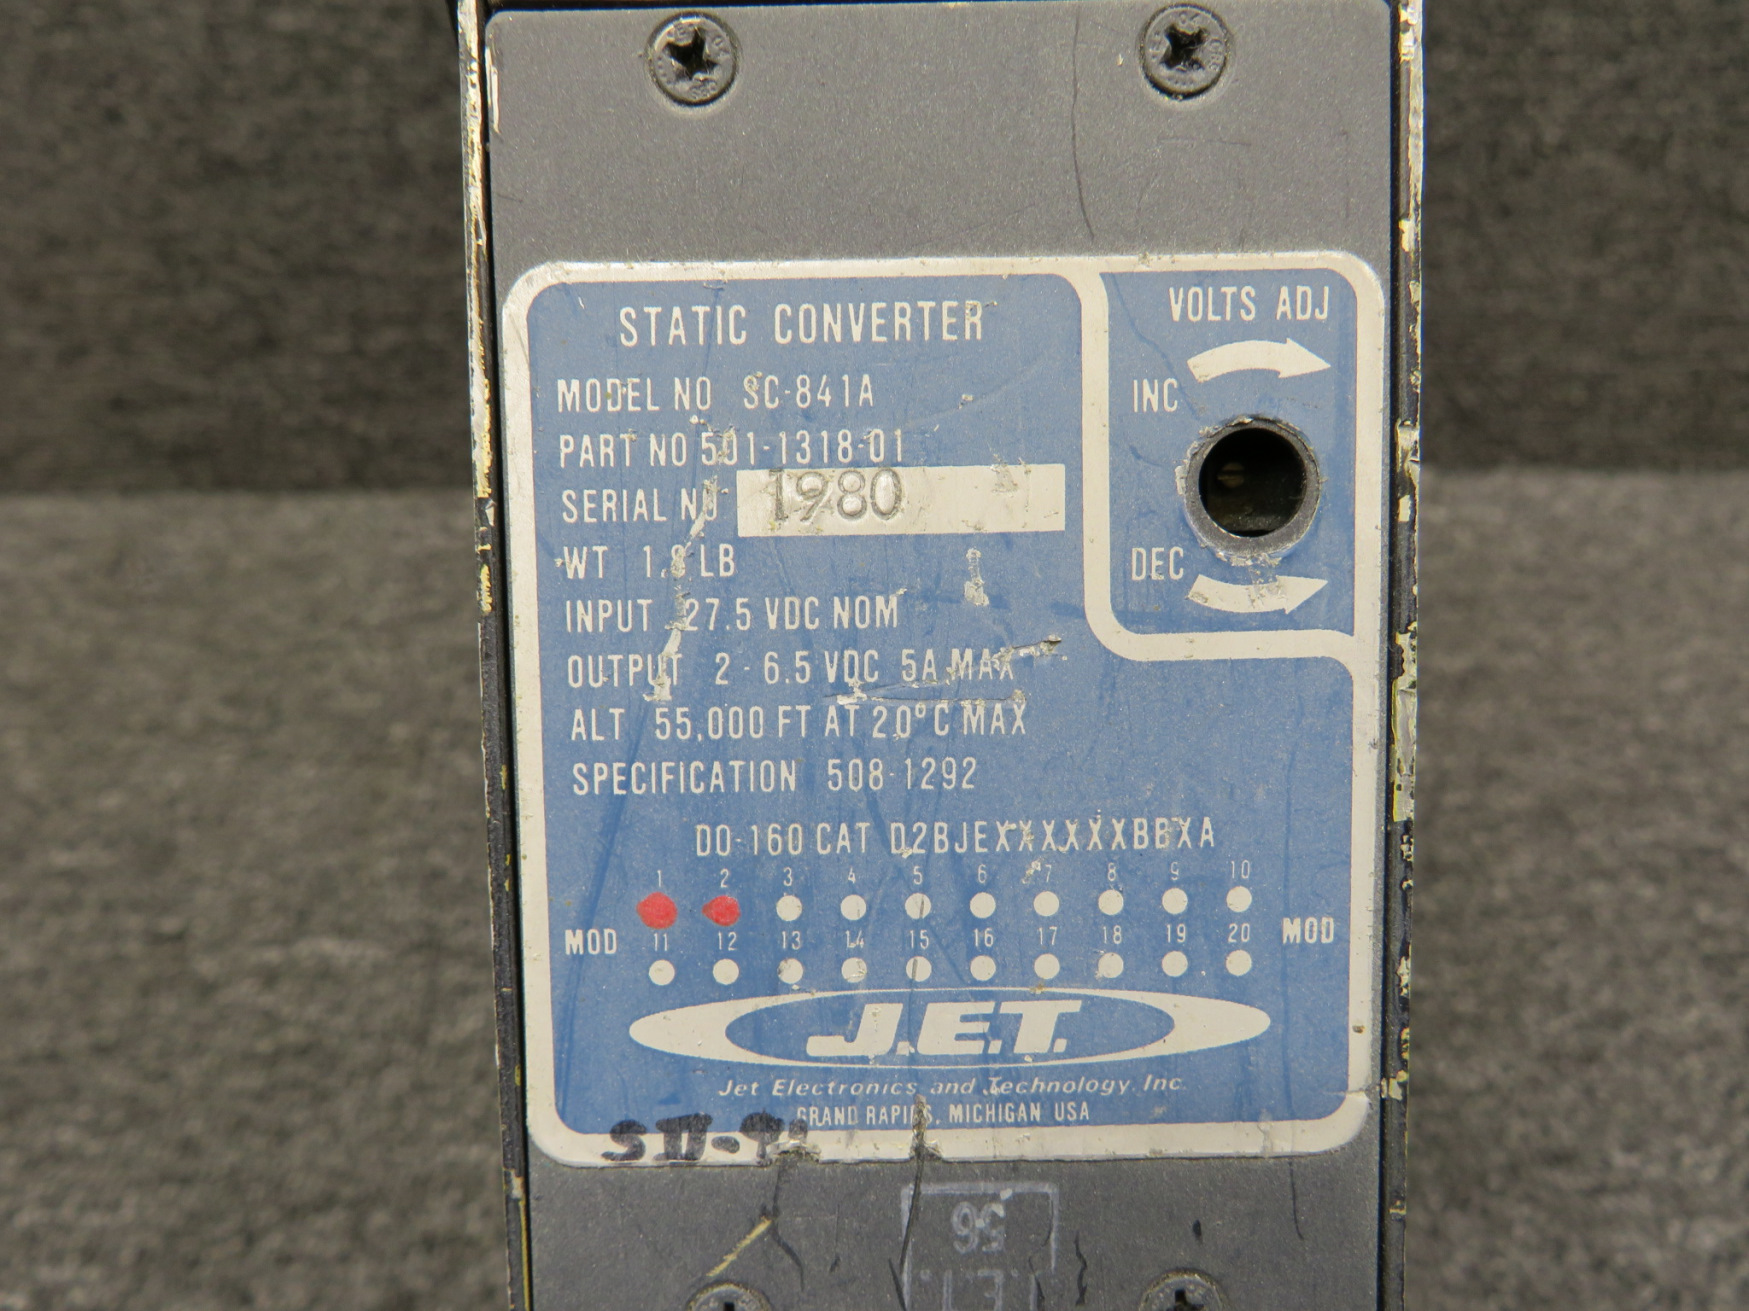 STATIC CONVERTER
MODEL NO SC-841A
PART NO 501-1318-01
SERIAL NO 1980
WT 1.8 LB
INPUT 27.5 VDC NOM
OUTPUT 2-6.5 VDC 5A MAX
ALT 55,000 FT AT 20°C MAX
SPECIFICATION 508-1292
VOLTS ADJ
INC
DEC
DO-160 CAT D2BJEXXXXXXBBXA
1 2 3 4 5 6 7 8 9 10
MOD MOD
11 12 13 14 15 16 17 18 19 20
J.E.T.
Jet Electronics and Technology, Inc.
GRAND RAPIDS, MICHIGAN USA
56
J.E.T.